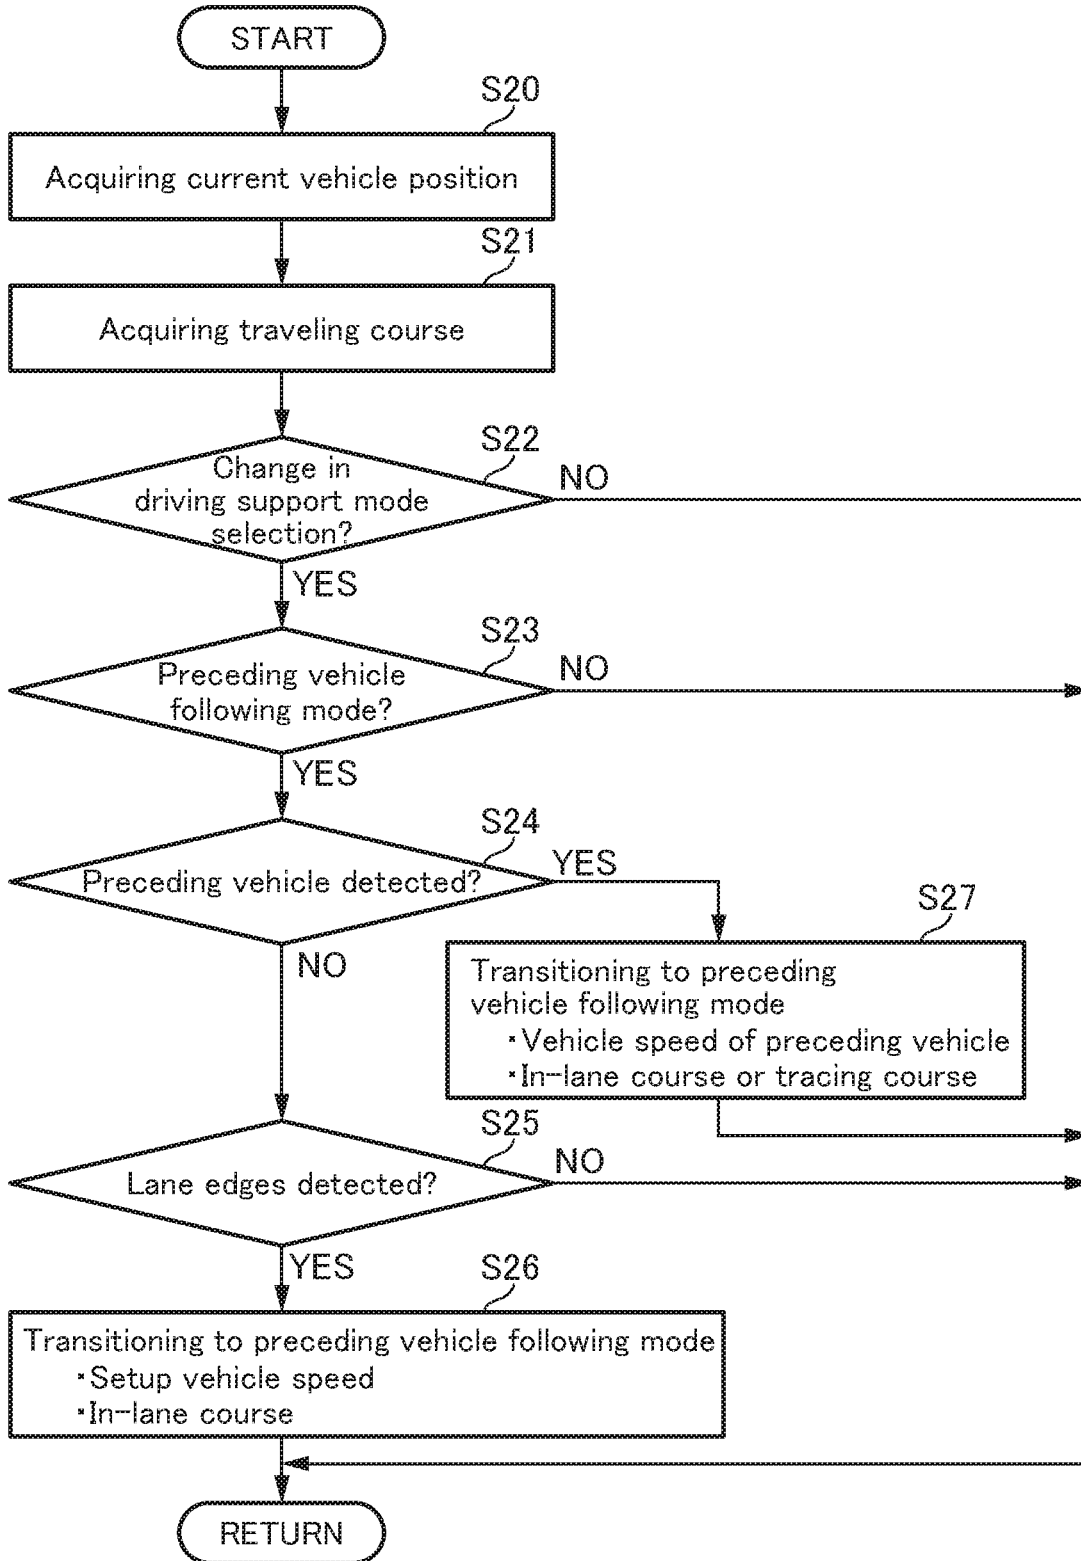 START
S20
Acquiring current vehicle position
S21
Acquiring traveling course
S22
Change in
driving support mode
selection?
NO
YES
S23
Preceding vehicle
following mode?
NO
YES
S24
Preceding vehicle detected?
YES
NO
S27
Transitioning to preceding
vehicle following mode
・Vehicle speed of preceding vehicle
・In-lane course or tracing course
S25
Lane edges detected?
NO
YES
S26
Transitioning to preceding vehicle following mode
・Setup vehicle speed
・In-lane course
RETURN